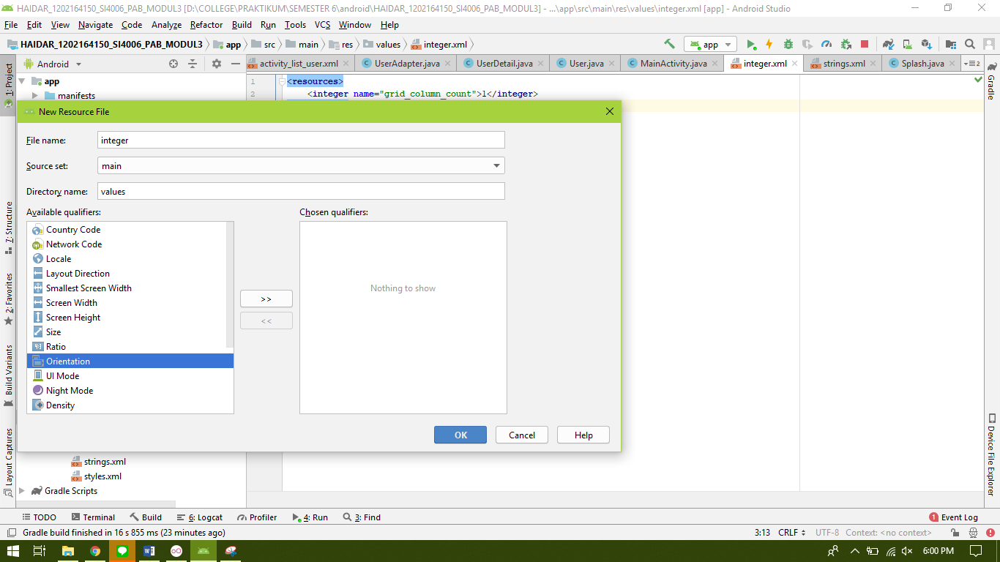 HAIDAR_1202164150_SI4006_PAB_MODUL3 [D:\COLLEGE\PRAKTIKUM\SEMESTER 6\android\HAIDAR_1202164150_SI4006_PAB_MODUL3] - ...\app\src\main\res\values\integer.xml [app] - Android Studio
File Edit View Navigate Code Analyze Refactor Build Run Tools VCS Window Help
HAIDAR_1202164150_SI4006_PAB_MODUL3 app src main res values integer.xml app
1: Project
Android
activity_list_user.xml UserAdapter.java UserDetail.java User.java MainActivity.java integer.xml strings.xml Splash.java 2
Gradle
app
manifests
1 <resources>
2 <integer name="grid_column_count">1</integer>
New Resource File
File name: integer
Source set: main
Directory name: values
Available qualifiers:
Chosen qualifiers:
Country Code
Network Code
Locale
Layout Direction
Smallest Screen Width
Screen Width
Screen Height
Size
Ratio
Orientation
UI Mode
Night Mode
Density
>>
<<
Nothing to show
OK Cancel Help
7: Structure
2: Favorites
Build Variants
Layout Captures
Device File Explorer
strings.xml
styles.xml
Gradle Scripts
TODO Terminal Build 6: Logcat Profiler 4: Run 3: Find 1 Event Log
Gradle build finished in 16 s 855 ms (23 minutes ago) 3:13 CRLF UTF-8 Context: <no context>
6:00 PM